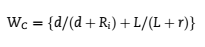 W_C = {d/(d + R_i) + L/(L + r)}